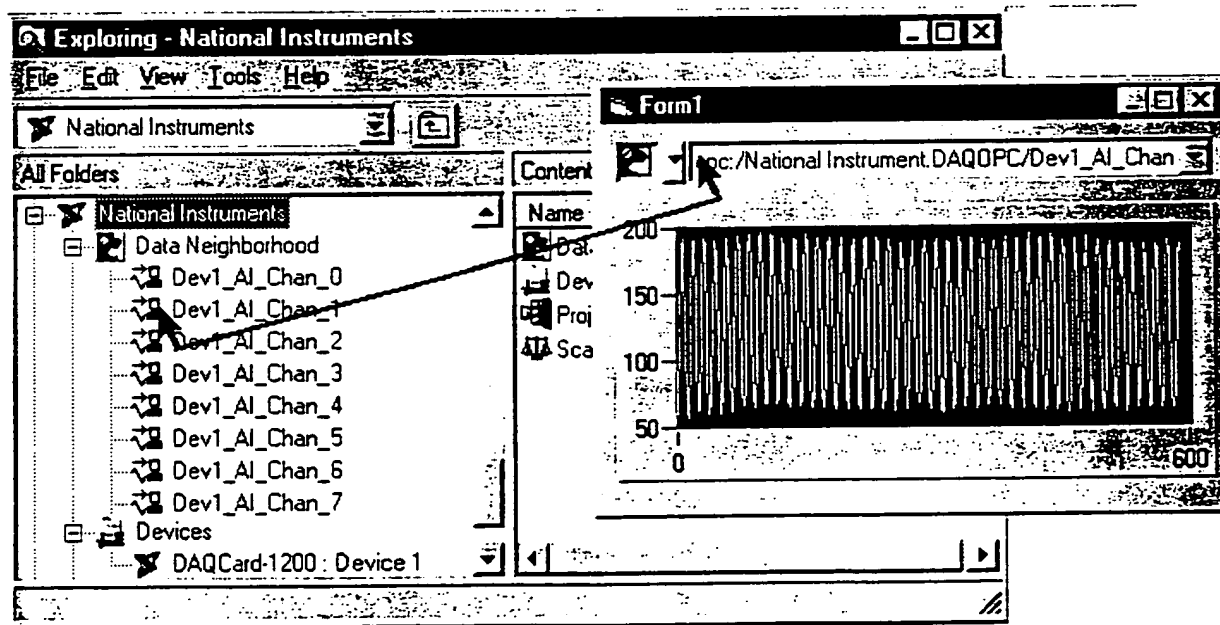 Exploring - National Instruments
File Edit View Tools Help
National Instruments
All Folders
Content
National Instruments
Data Neighborhood
Dev1_AI_Chan_0
Dev1_AI_Chan_1
Dev1_AI_Chan_2
Dev1_AI_Chan_3
Dev1_AI_Chan_4
Dev1_AI_Chan_5
Dev1_AI_Chan_6
Dev1_AI_Chan_7
Devices
DAQCard-1200 : Device 1
Name
Dat
Dev
Proj
Sca
Form1
opc:/National Instrument.DAQOPC/Dev1_AI_Chan
200
150
100
50
0
600